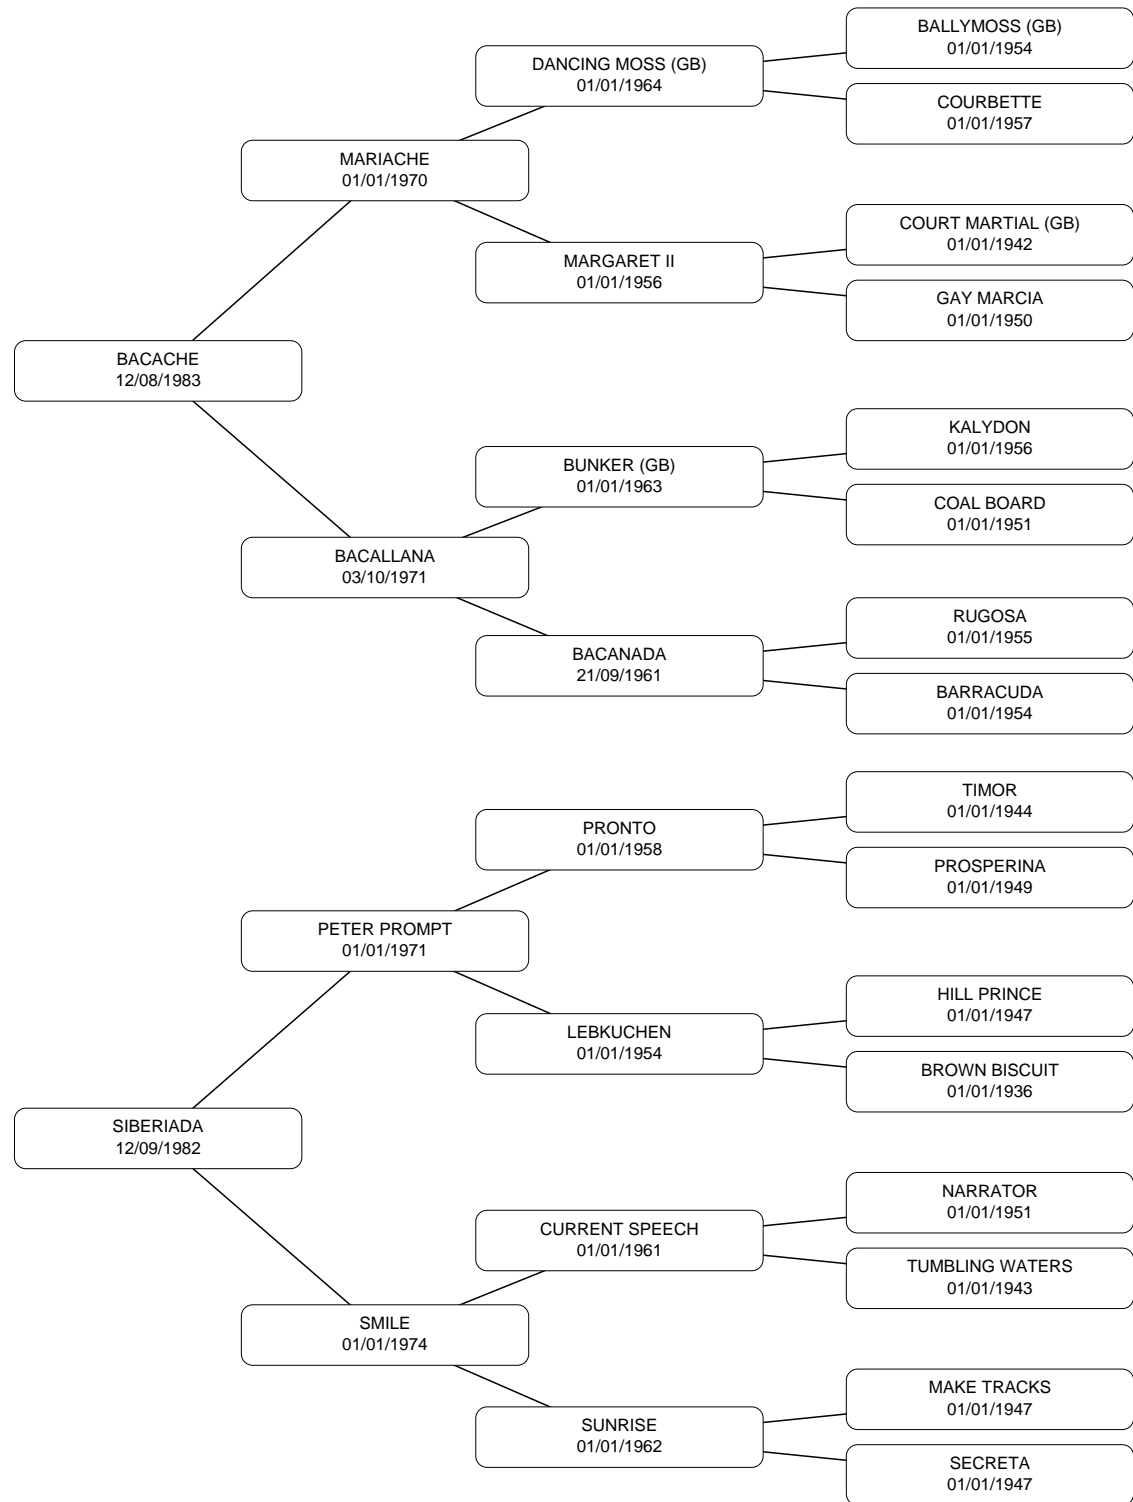 BALLYMOSS (GB)
01/01/1954
DANCING MOSS (GB)
01/01/1964
COURBETTE
01/01/1957
MARIACHE
01/01/1970
COURT MARTIAL (GB)
01/01/1942
MARGARET II
01/01/1956
GAY MARCIA
01/01/1950
BACACHE
12/08/1983
KALYDON
01/01/1956
BUNKER (GB)
01/01/1963
COAL BOARD
01/01/1951
BACALLANA
03/10/1971
RUGOSA
01/01/1955
BACANADA
21/09/1961
BARRACUDA
01/01/1954
TIMOR
01/01/1944
PRONTO
01/01/1958
PROSPERINA
01/01/1949
PETER PROMPT
01/01/1971
HILL PRINCE
01/01/1947
LEBKUCHEN
01/01/1954
BROWN BISCUIT
01/01/1936
SIBERIADA
12/09/1982
NARRATOR
01/01/1951
CURRENT SPEECH
01/01/1961
TUMBLING WATERS
01/01/1943
SMILE
01/01/1974
MAKE TRACKS
01/01/1947
SUNRISE
01/01/1962
SECRETA
01/01/1947